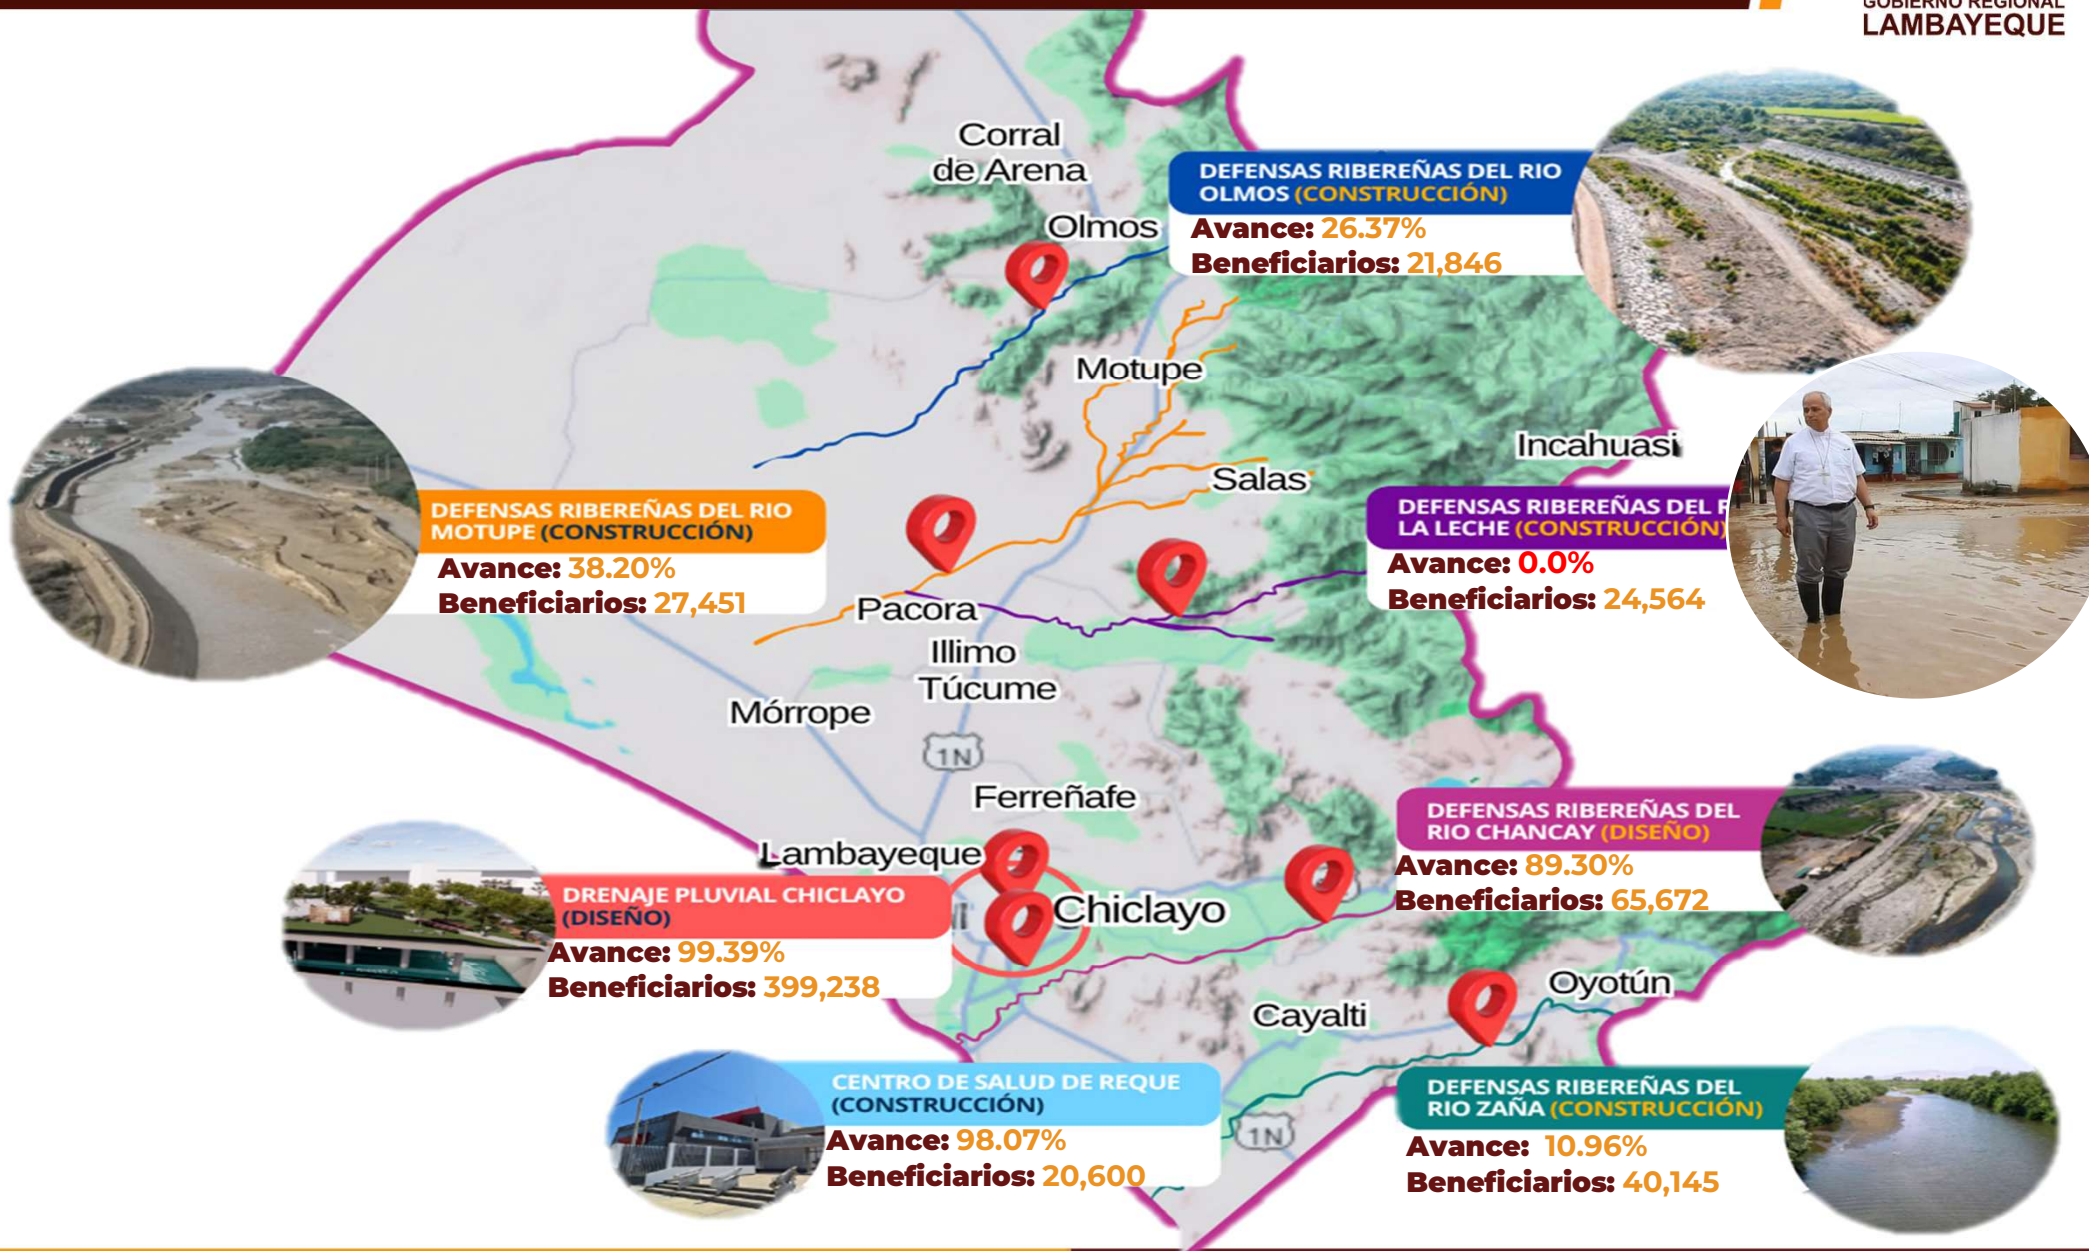 GOBIERNO REGIONAL
LAMBAYEQUE
Corral
de Arena
Olmos
DEFENSAS RIBEREÑAS DEL RIO
OLMOS (CONSTRUCCIÓN)
Avance: 26.37%
Beneficiarios: 21,846
Motupe
Incahuasi
Salas
DEFENSAS RIBEREÑAS DEL RIO
MOTUPE (CONSTRUCCIÓN)
Avance: 38.20%
Beneficiarios: 27,451
DEFENSAS RIBEREÑAS DEL
LA LECHE (CONSTRUCCIÓN)
Avance: 0.0%
Beneficiarios: 24,564
Pacora
Illimo
Túcume
Mórrope
1N
Ferreñafe
Lambayeque
Chiclayo
DEFENSAS RIBEREÑAS DEL
RIO CHANCAY (DISEÑO)
Avance: 89.30%
Beneficiarios: 65,672
DRENAJE PLUVIAL CHICLAYO
(DISEÑO)
Avance: 99.39%
Beneficiarios: 399,238
Oyotún
Cayalti
CENTRO DE SALUD DE REQUE
(CONSTRUCCIÓN)
Avance: 98.07%
Beneficiarios: 20,600
1N
DEFENSAS RIBEREÑAS DEL
RIO ZAÑA (CONSTRUCCIÓN)
Avance: 10.96%
Beneficiarios: 40,145